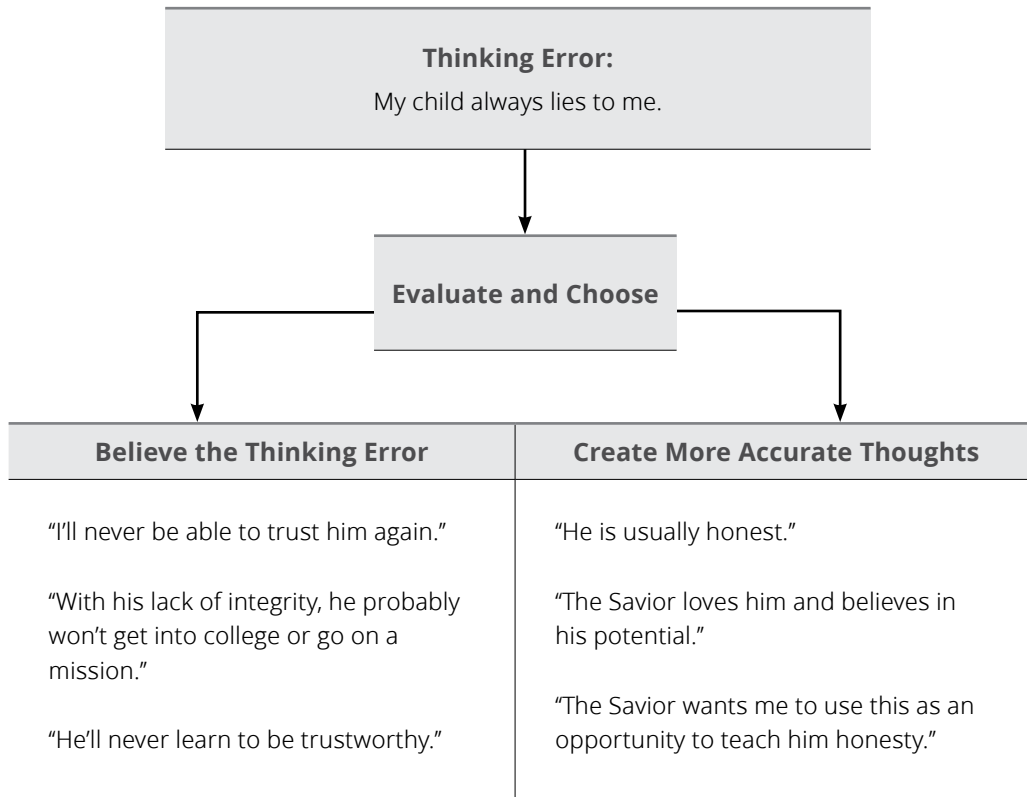 Thinking Error:
My child always lies to me.
Evaluate and Choose
Believe the Thinking Error
“I’ll never be able to trust him again.”
“With his lack of integrity, he probably
won’t get into college or go on a
mission.”
“He’ll never learn to be trustworthy.”
Create More Accurate Thoughts
“He is usually honest.”
“The Savior loves him and believes in
his potential.”
“The Savior wants me to use this as an
opportunity to teach him honesty.”